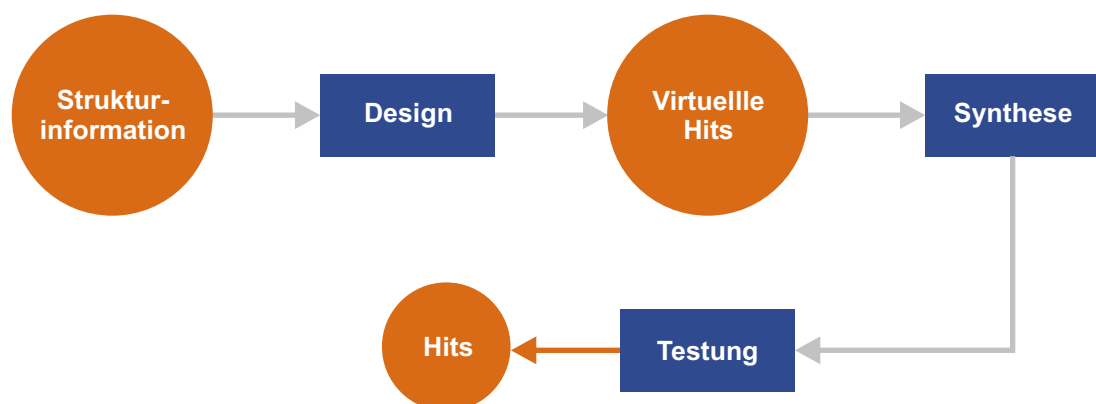 Struktur-
information
Design
Virtuellle
Hits
Synthese
Hits
Testung